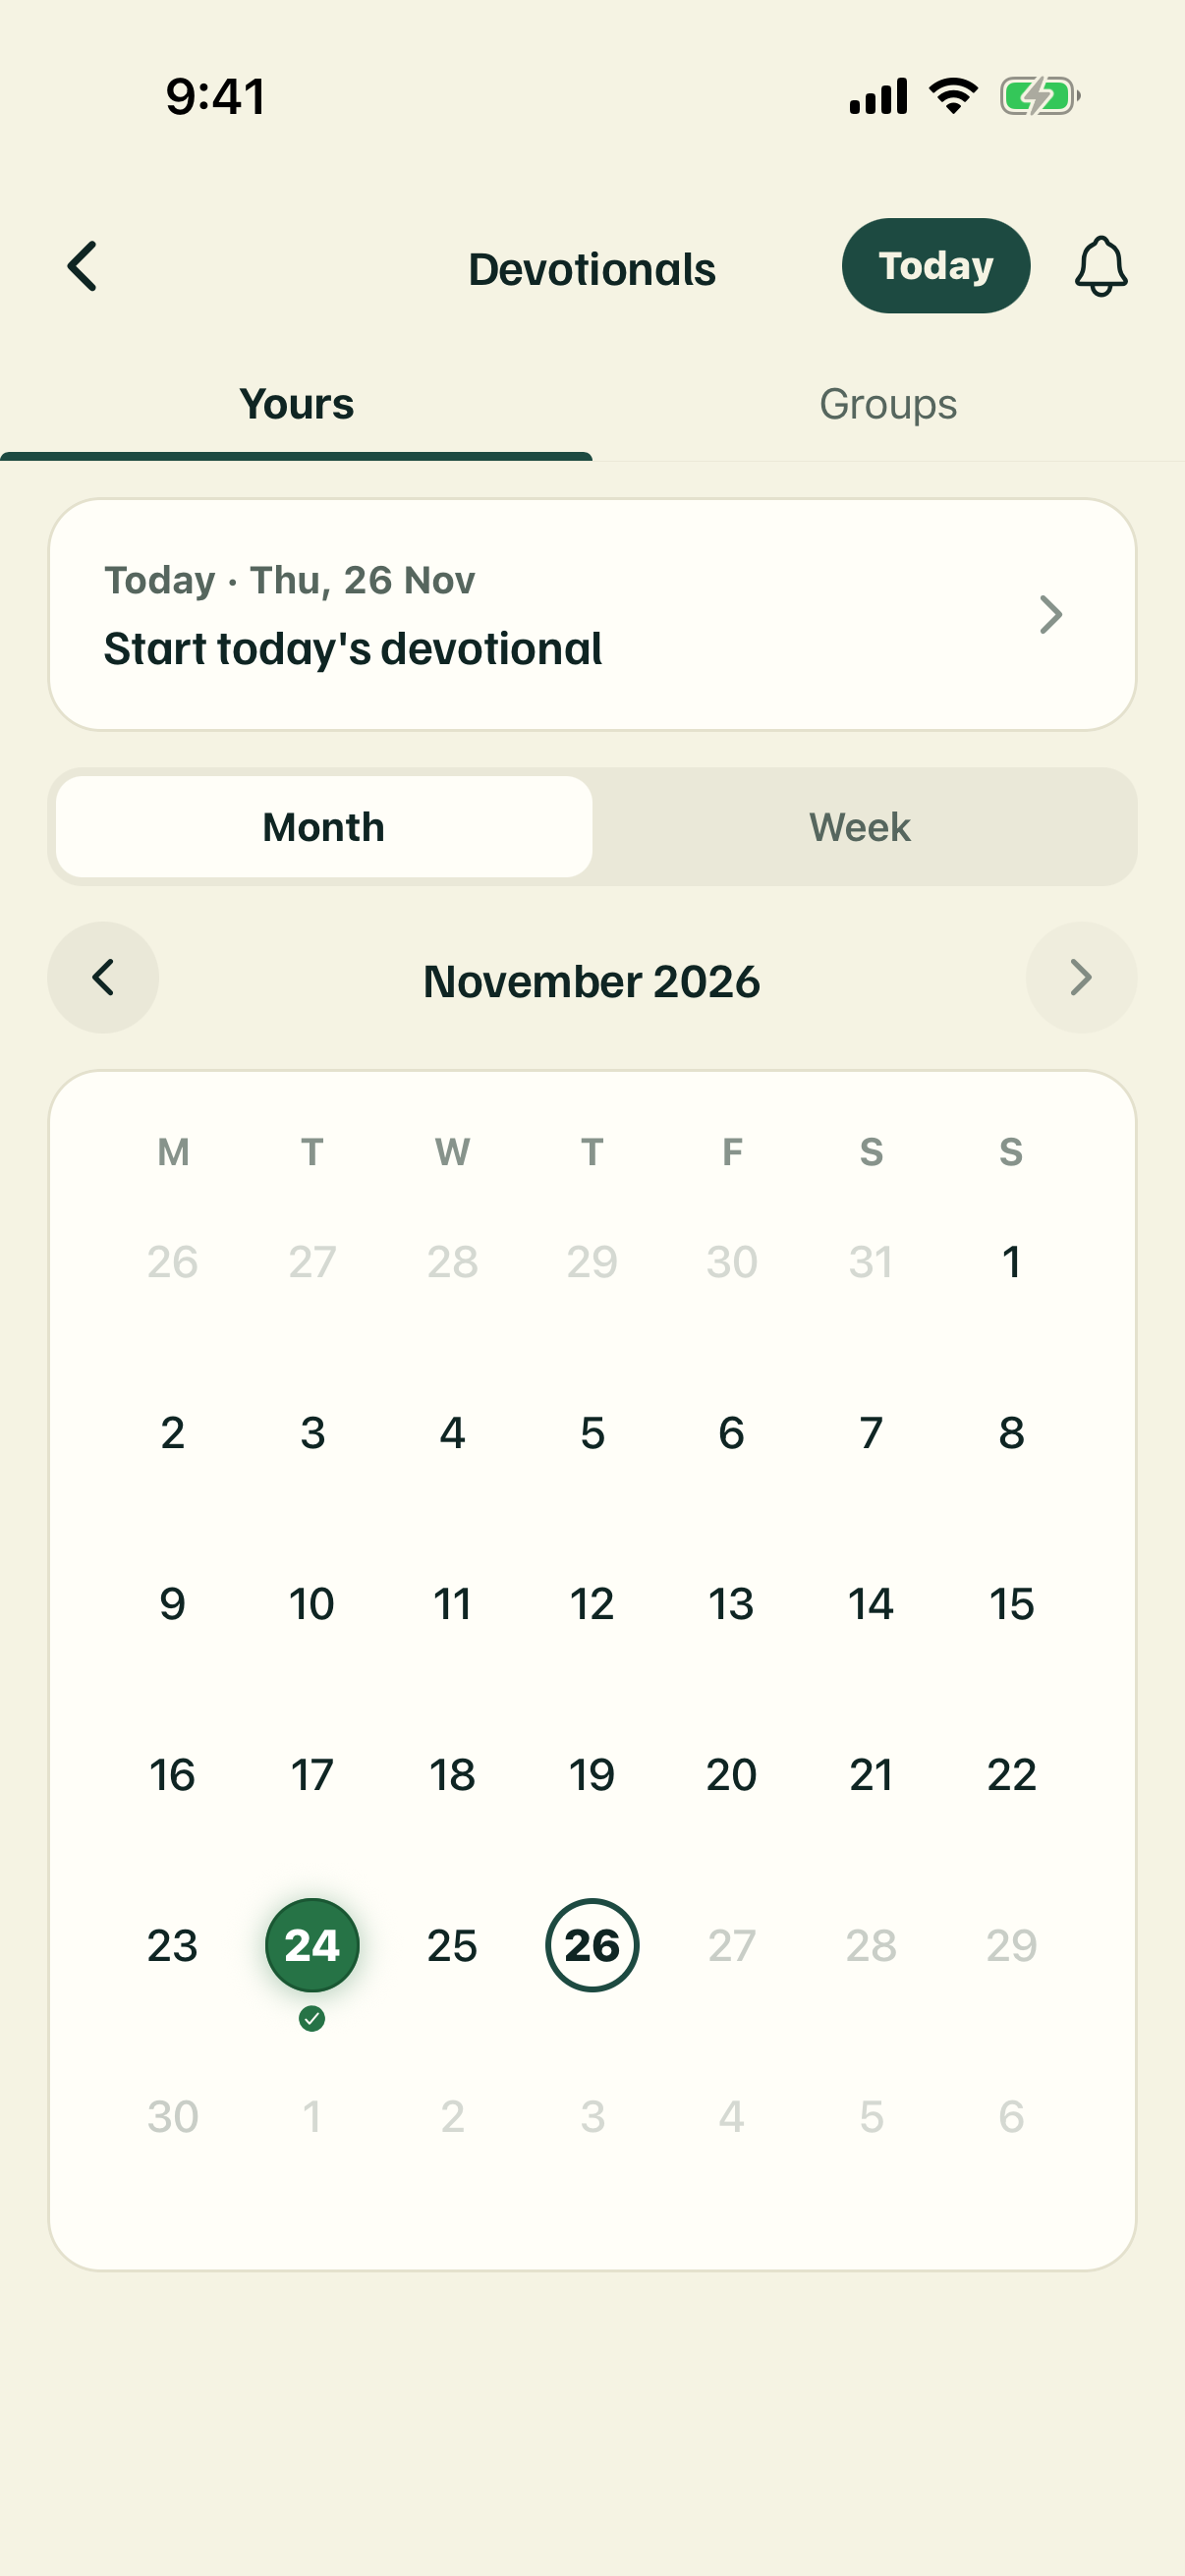 9:41
Devotionals
Today
Yours
Groups
Today · Thu, 26 Nov
Start today's devotional
Month
Week
November 2026
M T W T F S S
26 27 28 29 30 31 1
2 3 4 5 6 7 8
9 10 11 12 13 14 15
16 17 18 19 20 21 22
23 24 25 26 27 28 29
30 1 2 3 4 5 6